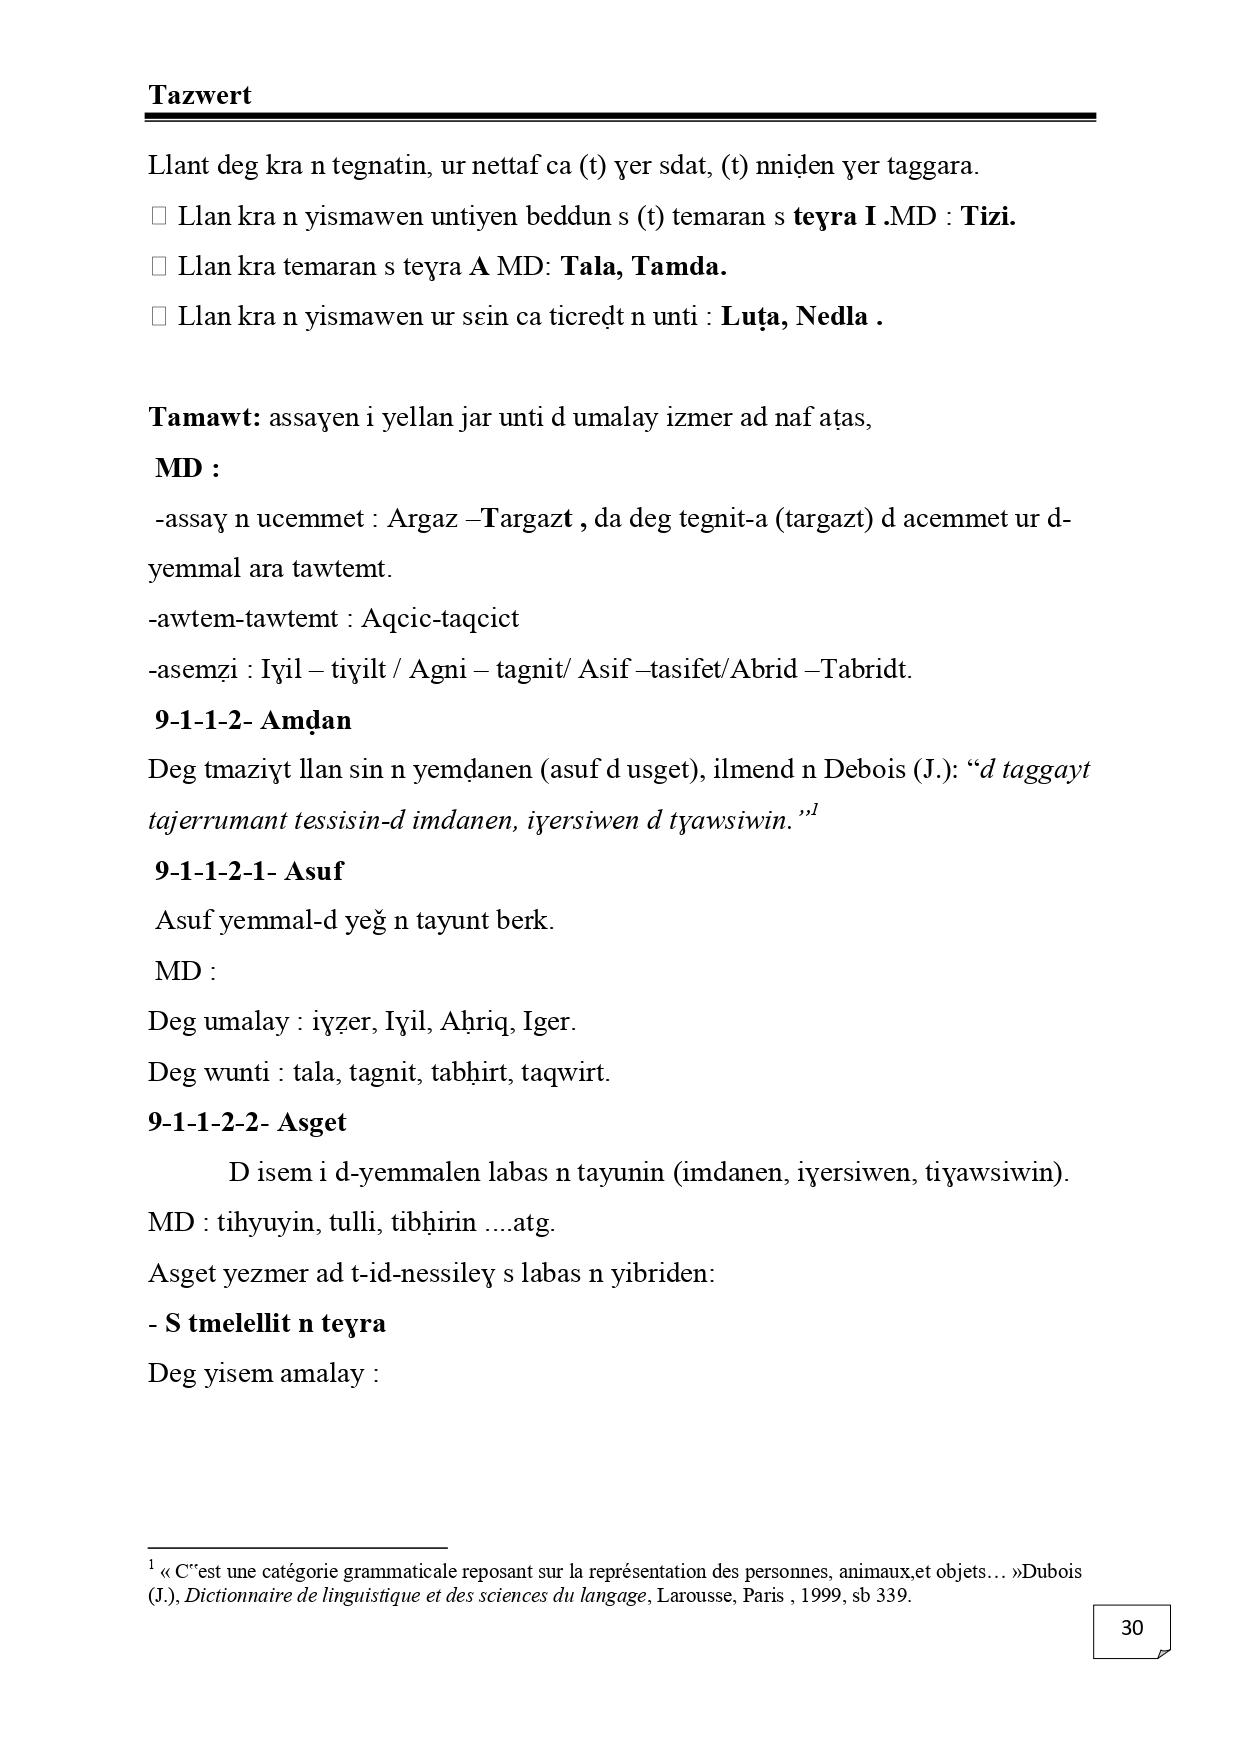 Tazwert
Llant deg kra n tegnatin, ur nettaf ca (t) ɣer sdat, (t) nniḍen ɣer taggara.
 Llan kra n yismawen untiyen beddun s (t) temaran s teɣra I .MD : Tizi.
 Llan kra temaran s teɣra A MD: Tala, Tamda.
 Llan kra n yismawen ur sɛin ca ticreḍt n unti : Luṭa, Nedla .
Tamawt: assaɣen i yellan jar unti d umalay izmer ad naf aṭas,
MD :
-assaɣ n ucemmet : Argaz –Targazt , da deg tegnit-a (targazt) d acemmet ur d-
yemmal ara tawtemt.
-awtem-tawtemt : Aqcic-taqcict
-asemẓi : Iɣil – tiɣilt / Agni – tagnit/ Asif –tasifet/Abrid –Tabridt.
9-1-1-2- Amḍan
Deg tmaziɣt llan sin n yemḍanen (asuf d usget), ilmend n Debois (J.): “d taggayt
tajerrumant tessisin-d imdanen, iɣersiwen d tɣawsiwin.”1
9-1-1-2-1- Asuf
Asuf yemmal-d yeǧ n tayunt berk.
MD :
Deg umalay : iɣẓer, Iɣil, Aḥriq, Iger.
Deg wunti : tala, tagnit, tabḥirt, taqwirt.
9-1-1-2-2- Asget
D isem i d-yemmalen labas n tayunin (imdanen, iɣersiwen, tiɣawsiwin).
MD : tihyuyin, tulli, tibḥirin ....atg.
Asget yezmer ad t-id-nessileɣ s labas n yibriden:
- S tmelellit n teɣra
Deg yisem amalay :
1 « C‟est une catégorie grammaticale reposant sur la représentation des personnes, animaux,et objets… »Dubois
(J.), Dictionnaire de linguistique et des sciences du langage, Larousse, Paris , 1999, sb 339.
30